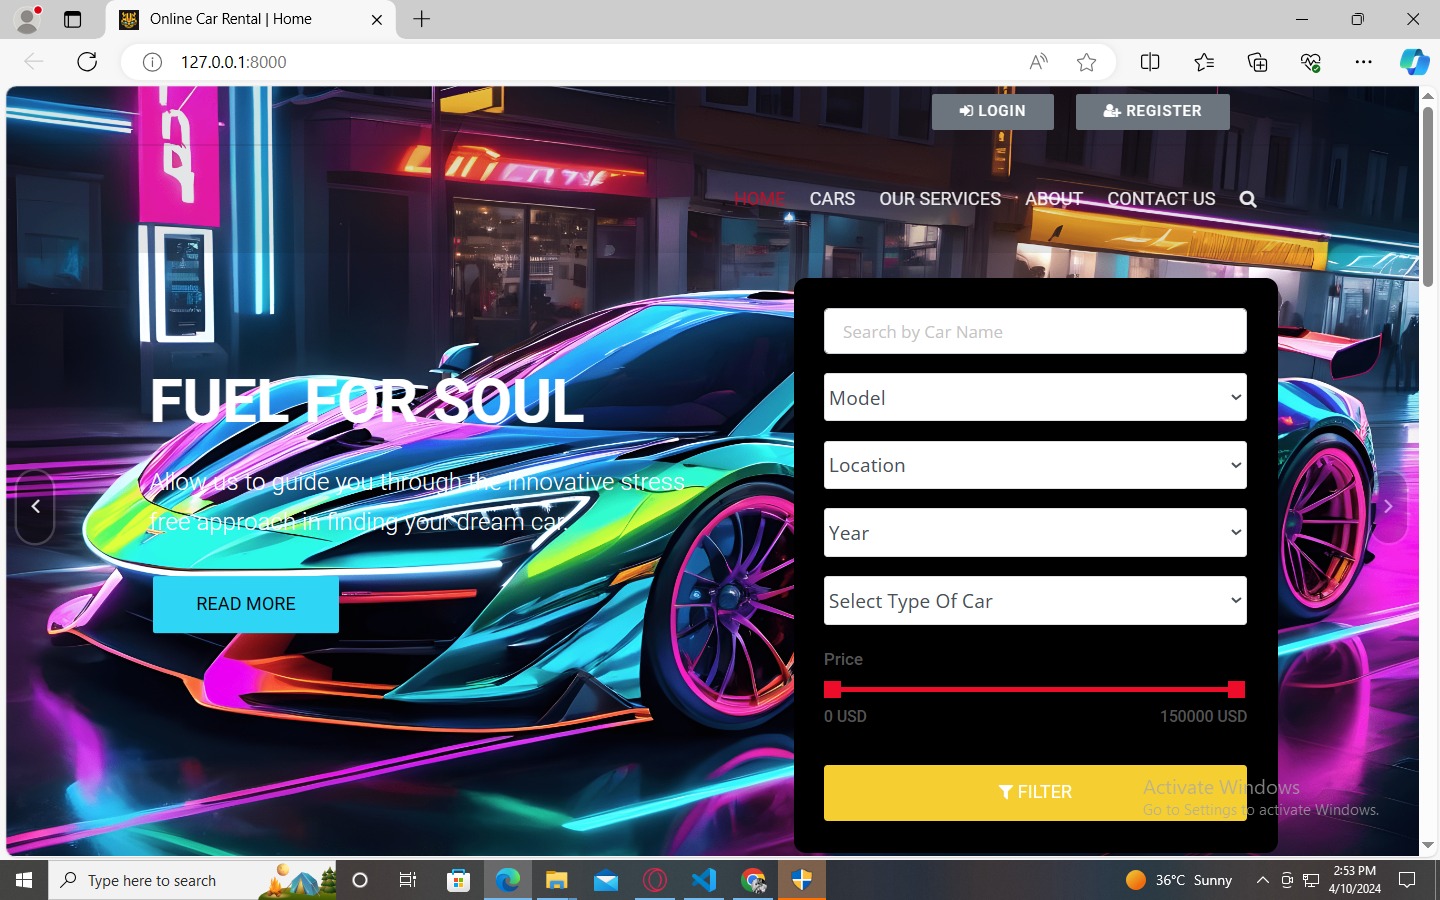 Online Car Rental | Home
127.0.0.1:8000
LOGIN
REGISTER
HOME CARS OUR SERVICES ABOUT CONTACT US
Search by Car Name
Model
FUEL FOR SOUL
Location
Allow us to guide you through the innovative stress
free approach in finding your dream car.
Year
READ MORE
Select Type Of Car
Price
0 USD 150000 USD
FILTER
Activate Windows
Go to Settings to activate Windows.
Type here to search
36°C Sunny
2:53 PM
4/10/2024